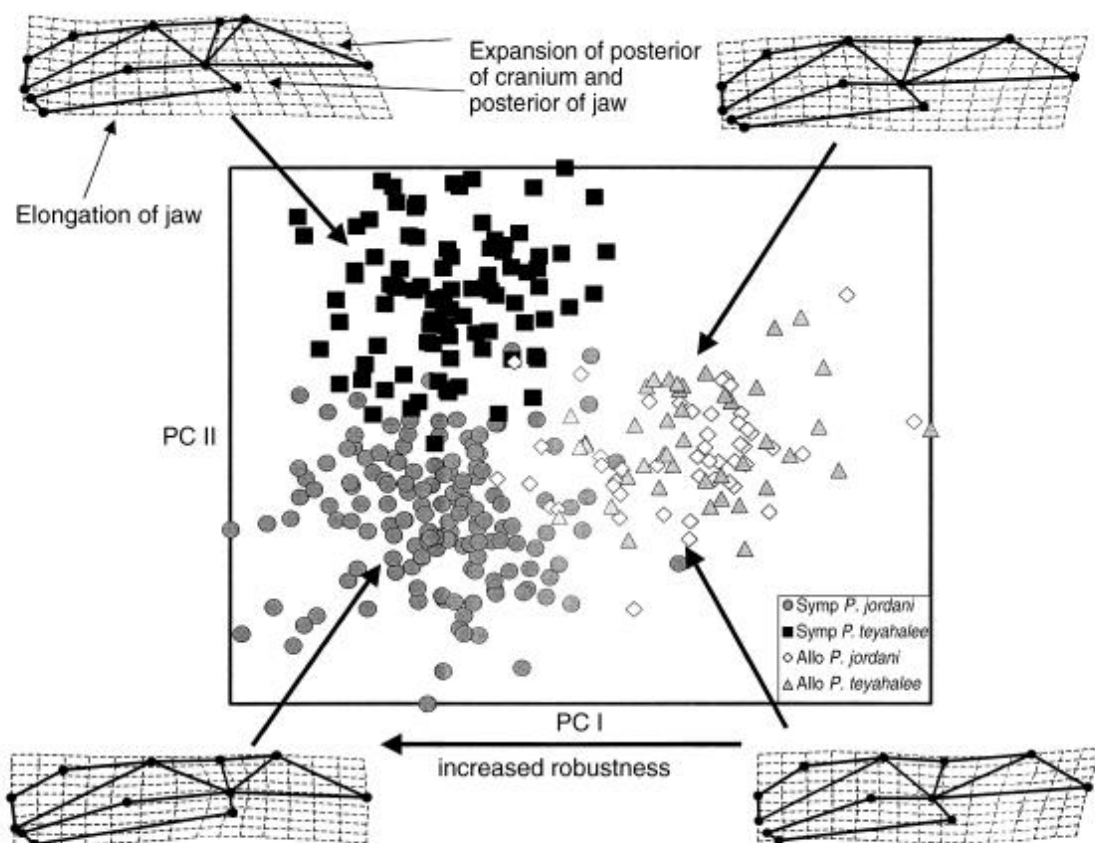 Expansion of posterior
of cranium and
posterior of jaw
Elongation of jaw
PC II
Symp P. jordani
Symp P. teyahalee
Allo P. jordani
Allo P. teyahalee
PC I
increased robustness